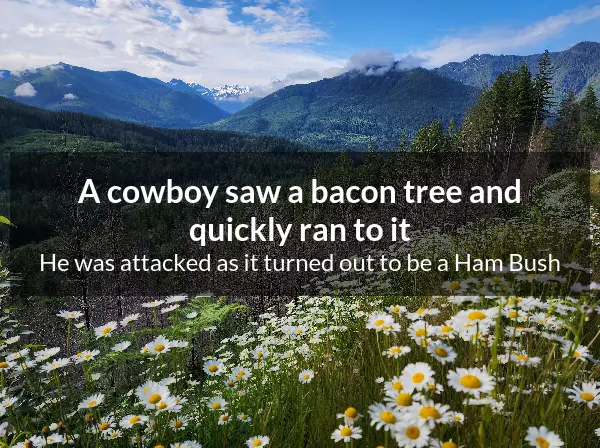 A cowboy saw a bacon tree and
quickly ran to it
He was attacked as it turned out to be a Ham Bush